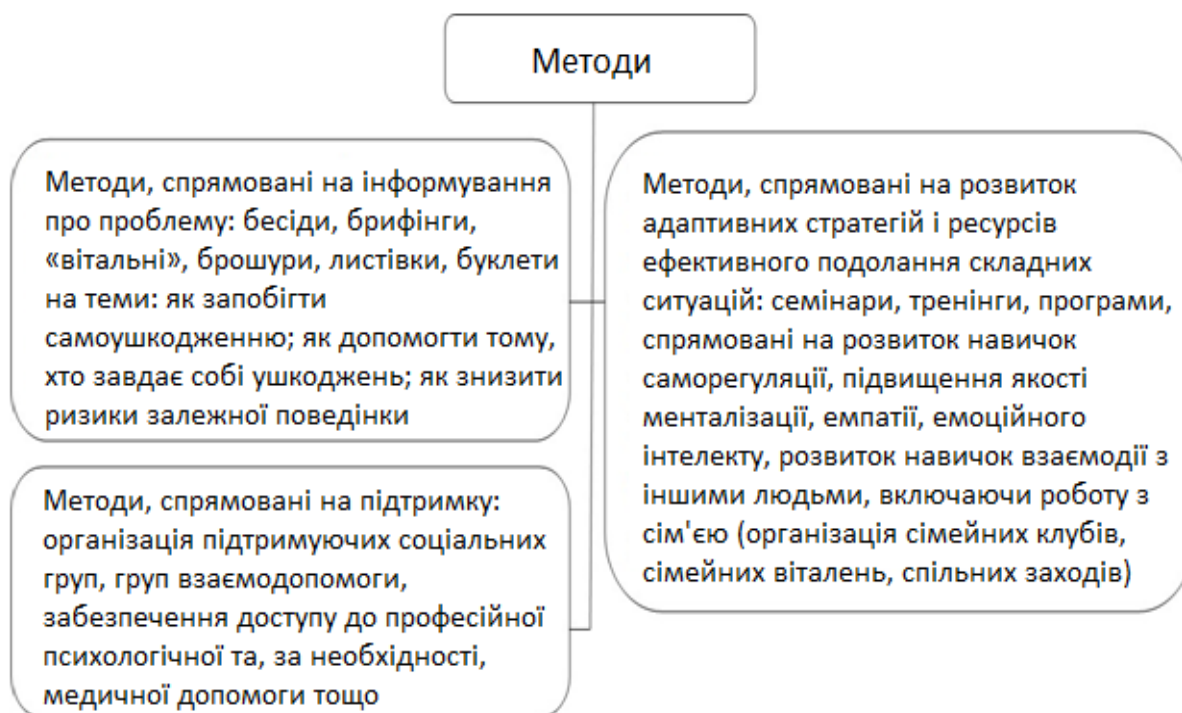 Методи
Методи, спрямовані на інформування
про проблему: бесіди, брифінги,
«вітальні», брошури, листівки, буклети
на теми: як запобігти
самоушкодженню; як допомогти тому,
хто завдає собі ушкоджень; як знизити
ризики залежної поведінки
Методи, спрямовані на розвиток
адаптивних стратегій і ресурсів
ефективного подолання складних
ситуацій: семінари, тренінги, програми,
спрямовані на розвиток навичок
саморегуляції, підвищення якості
менталізації, емпатії, емоційного
інтелекту, розвиток навичок взаємодії з
іншими людьми, включаючи роботу з
сім'єю (організація сімейних клубів,
сімейних віталень, спільних заходів)
Методи, спрямовані на підтримку:
організація підтримуючих соціальних
груп, груп взаємодопомоги,
забезпечення доступу до професійної
психологічної та, за необхідності,
медичної допомоги тощо